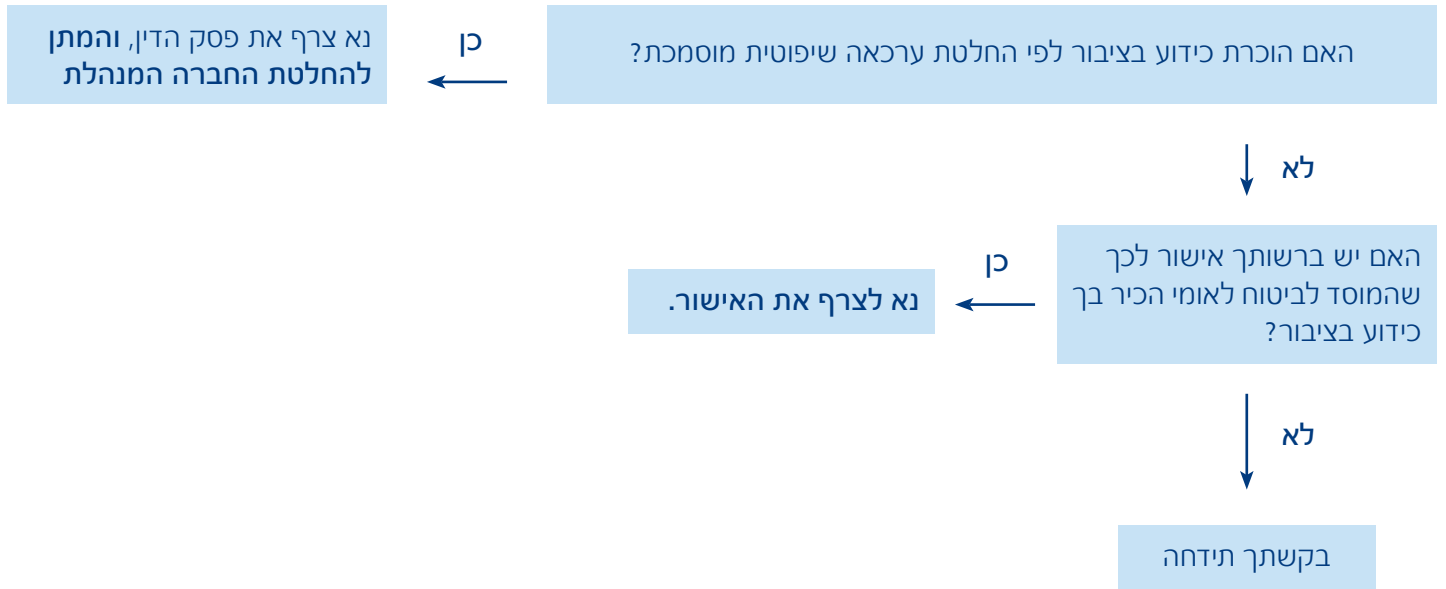 האם הוכרת כידוע בציבור לפי החלטת ערכאה שיפוטית מוסמכת?
כן
נא צרף את פסק הדין, והמתן
להחלטת החברה המנהלת
לא
האם יש ברשותך אישור לכך
שהמוסד לביטוח לאומי הכיר בך
כידוע בציבור?
כן
נא לצרף את האישור.
לא
בקשתך תידחה